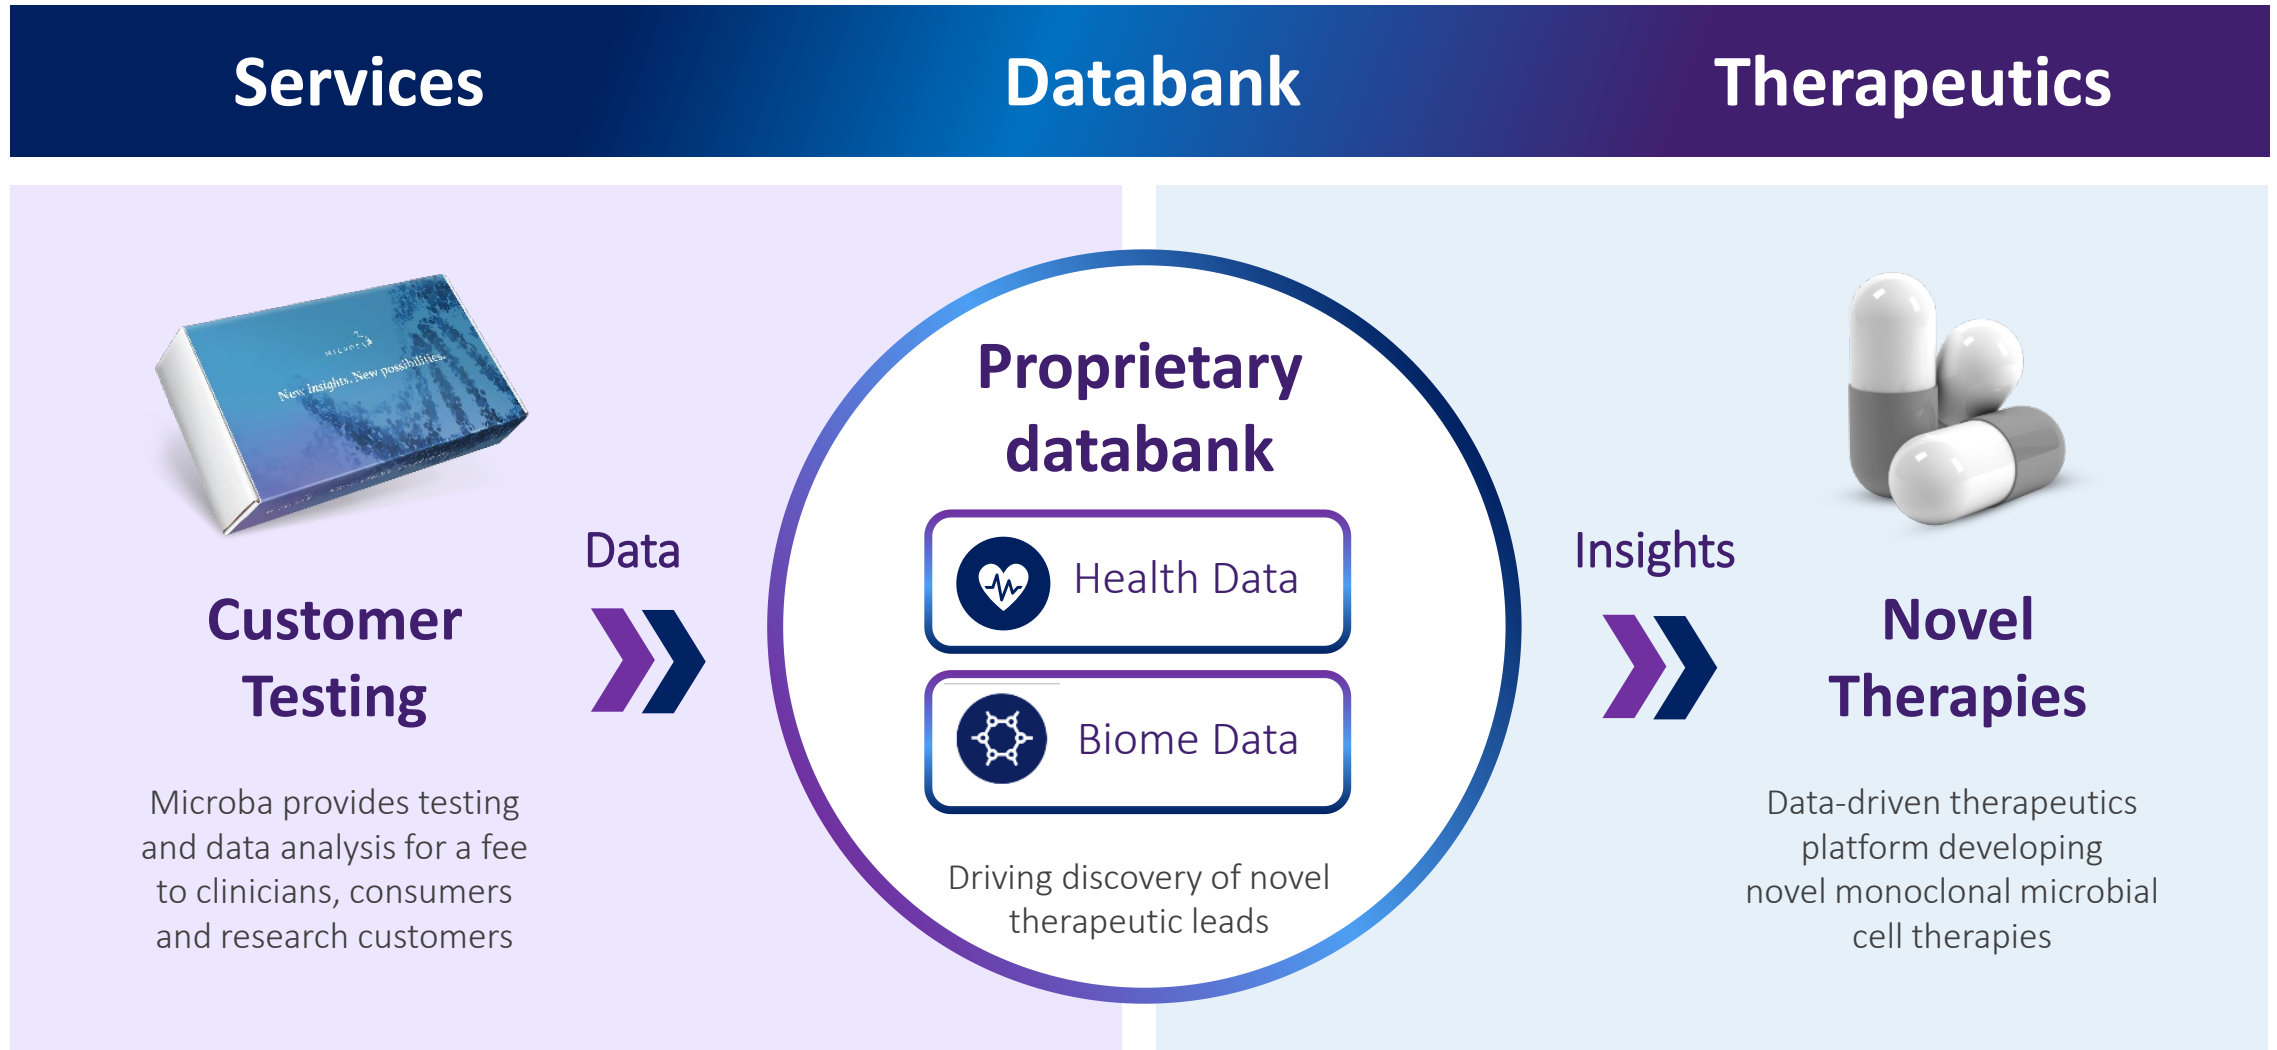 Services
Databank
Therapeutics
New insights. New possibilities.
Proprietary
databank
Data
Health Data
Insights
Customer
Testing
Biome Data
Novel
Therapies
Microba provides testing
and data analysis for a fee
to clinicians, consumers
and research customers
Driving discovery of novel
therapeutic leads
Data-driven therapeutics
platform developing
novel monoclonal microbial
cell therapies